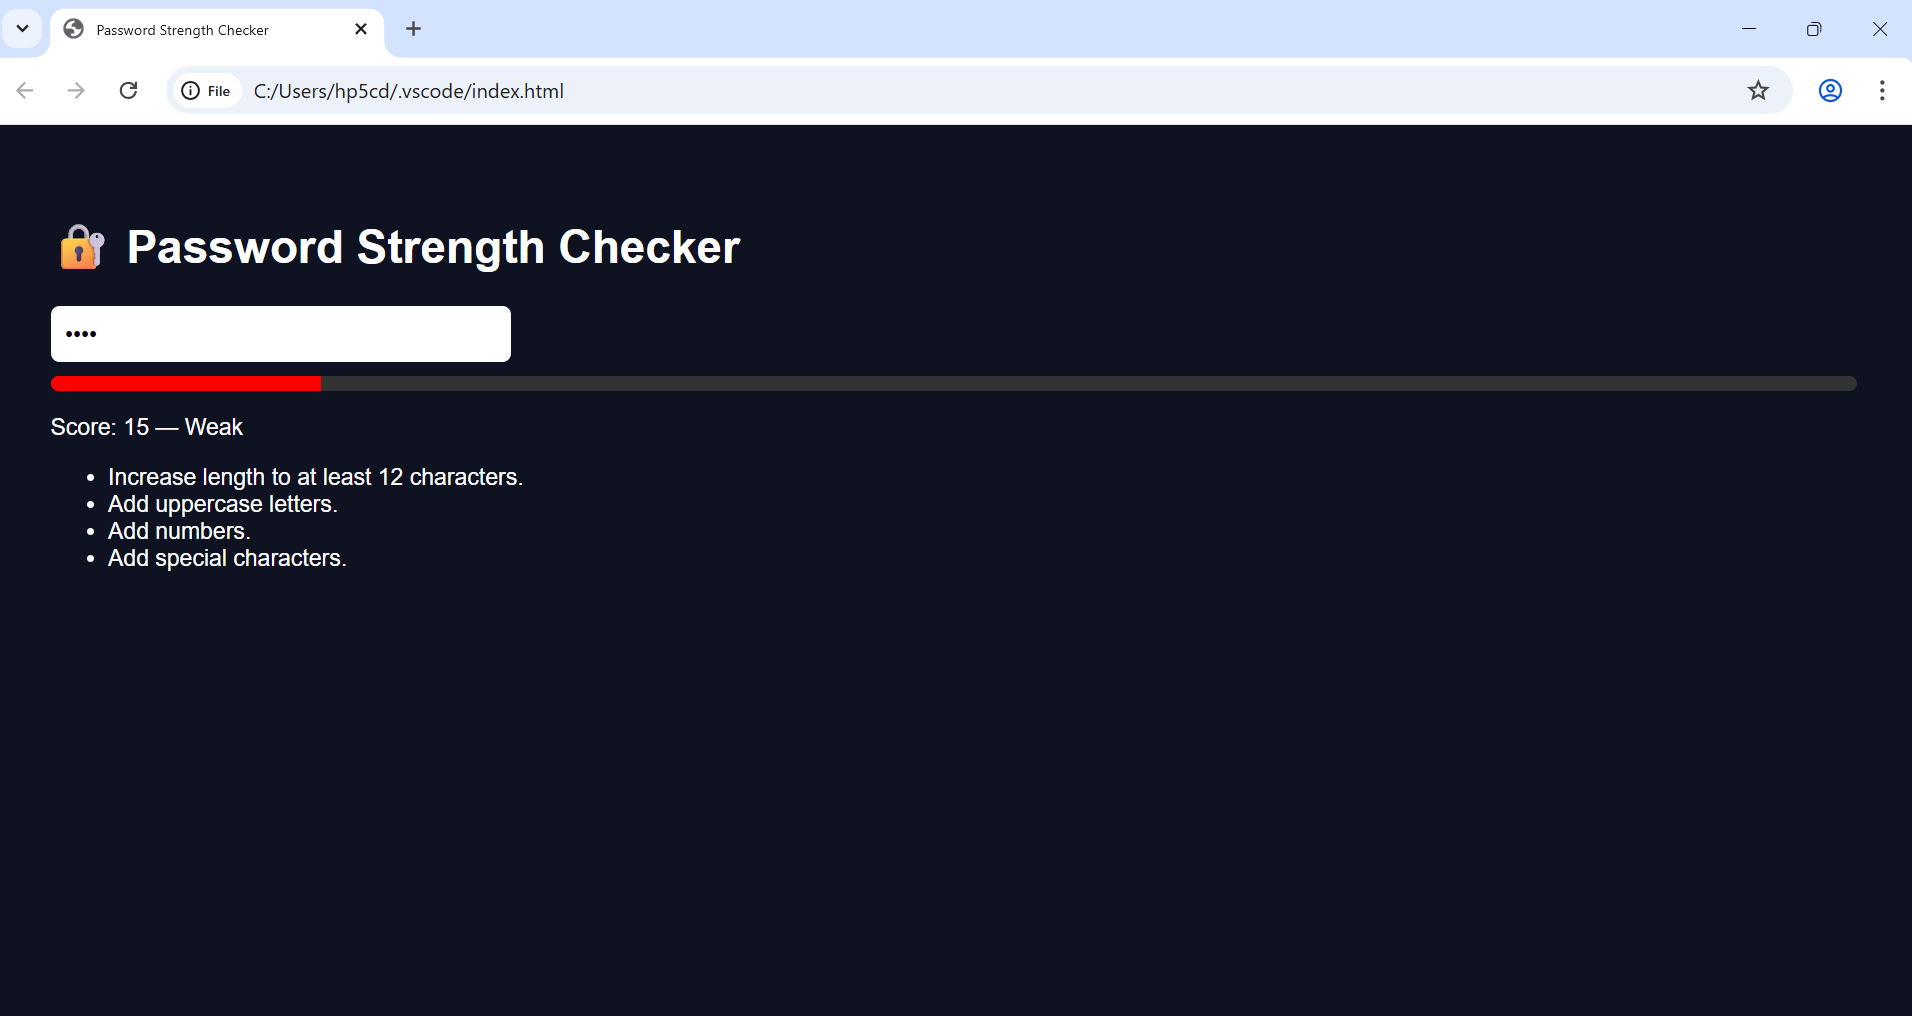 Password Strength Checker
File C:/Users/hp5cd/.vscode/index.html
🔐 Password Strength Checker
••••
Score: 15 — Weak
• Increase length to at least 12 characters.
• Add uppercase letters.
• Add numbers.
• Add special characters.